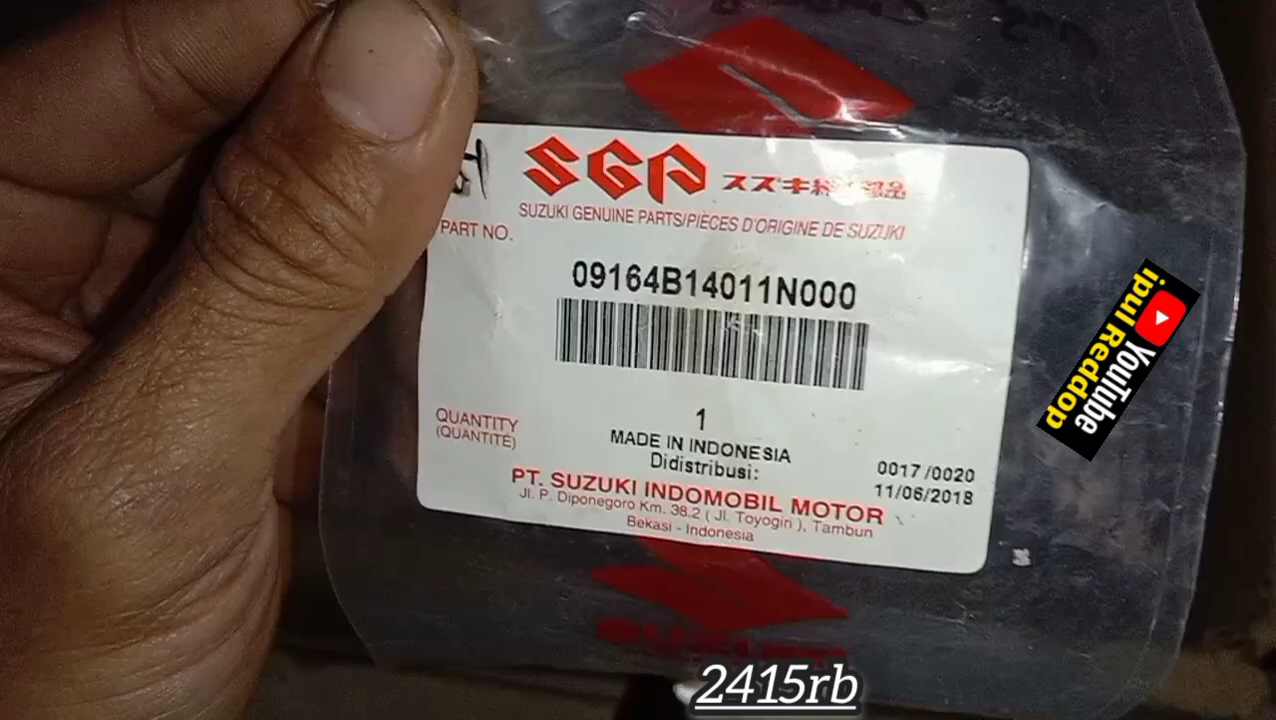 SGP スズキ純正部品
SUZUKI GENUINE PARTS/PIÈCES D'ORIGINE DE SUZUKI
PART NO.
09164B14011N000
QUANTITY
(QUANTITÉ)
1
MADE IN INDONESIA
Didistribusi:
0017/0020
11/06/2018
PT. SUZUKI INDOMOBIL MOTOR
Jl. P. Diponegoro Km. 38.2 ( Jl. Toyogiri ), Tambun
Bekasi - Indonesia
YouTube
ipul Reddop
SUZUKI
2415rb